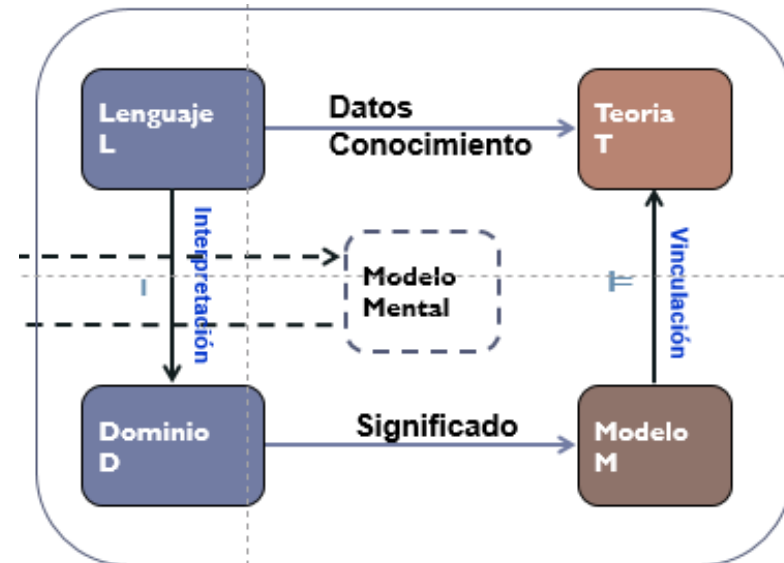 Lenguaje
L
Datos
Conocimiento
Teoria
T
Interpretación
I
Modelo
Mental
⊨
Vinculación
Dominio
D
Significado
Modelo
M